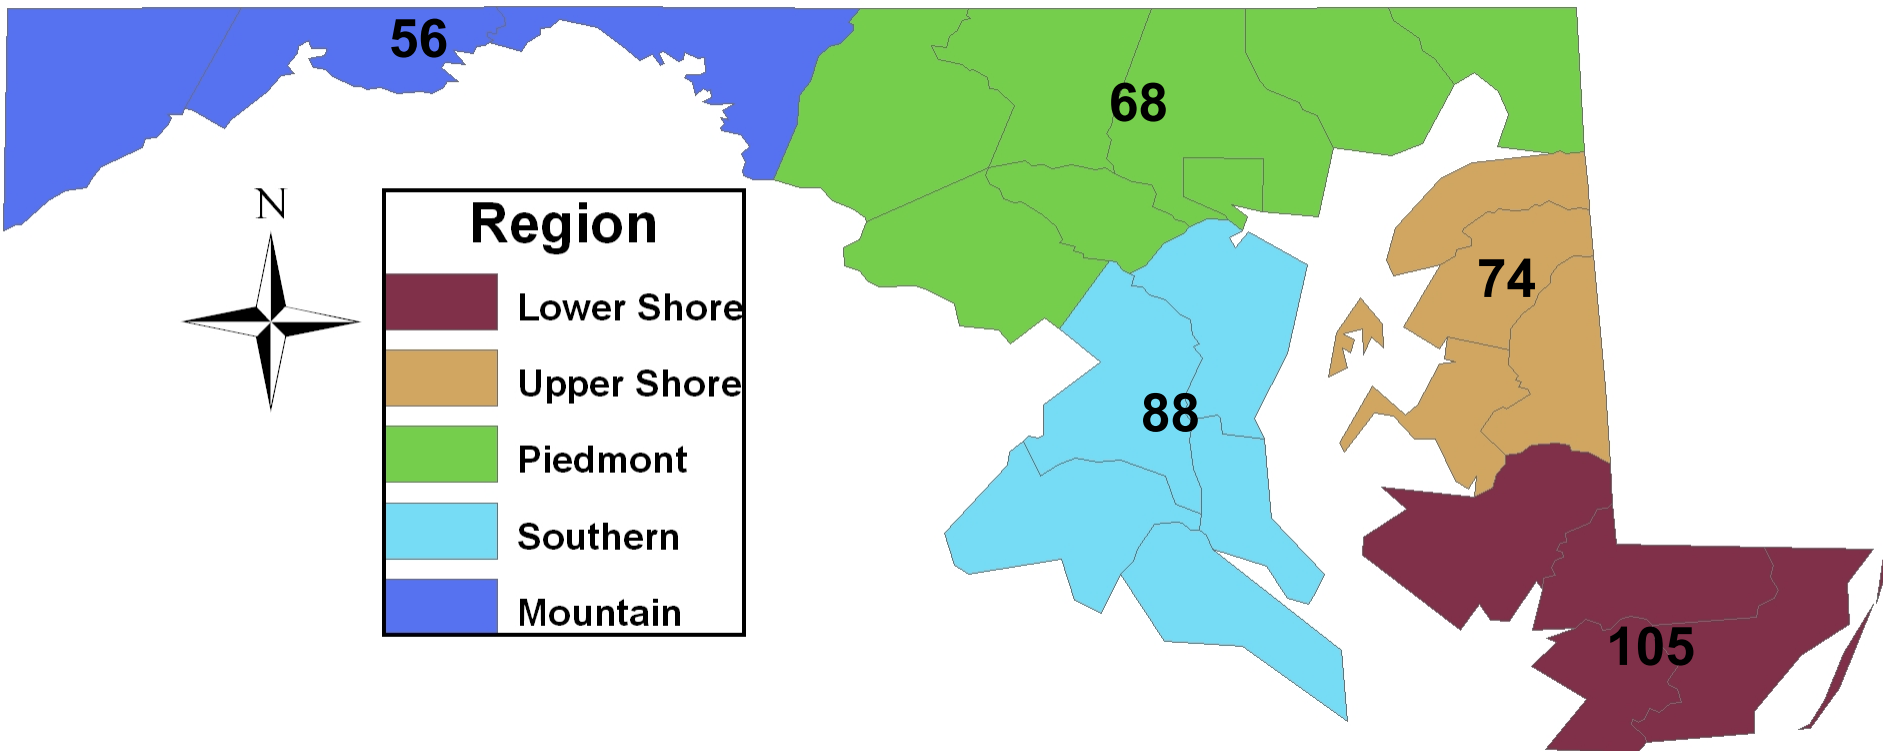 56
68
N
Region
Lower Shore
Upper Shore
Piedmont
Southern
Mountain
74
88
105